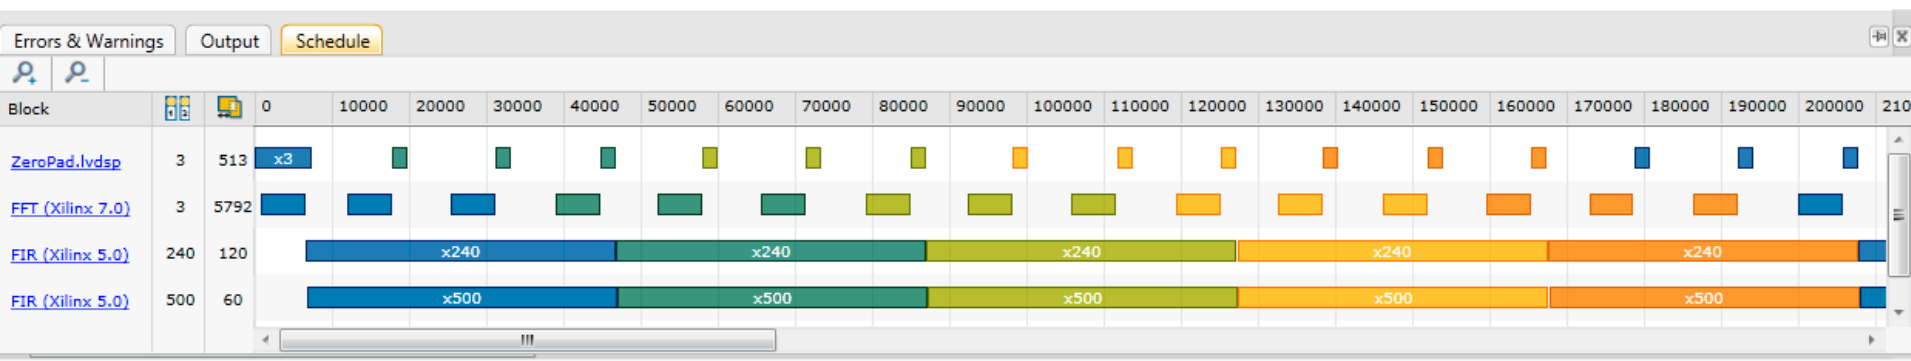 Errors & Warnings Output Schedule
Block 1 2 0 10000 20000 30000 40000 50000 60000 70000 80000 90000 100000 110000 120000 130000 140000 150000 160000 170000 180000 190000 200000 210
ZeroPad.lvdsp 3 513 x3
FFT (Xilinx 7.0) 3 5792
FIR (Xilinx 5.0) 240 120 x240 x240 x240 x240 x240
FIR (Xilinx 5.0) 500 60 x500 x500 x500 x500 x500